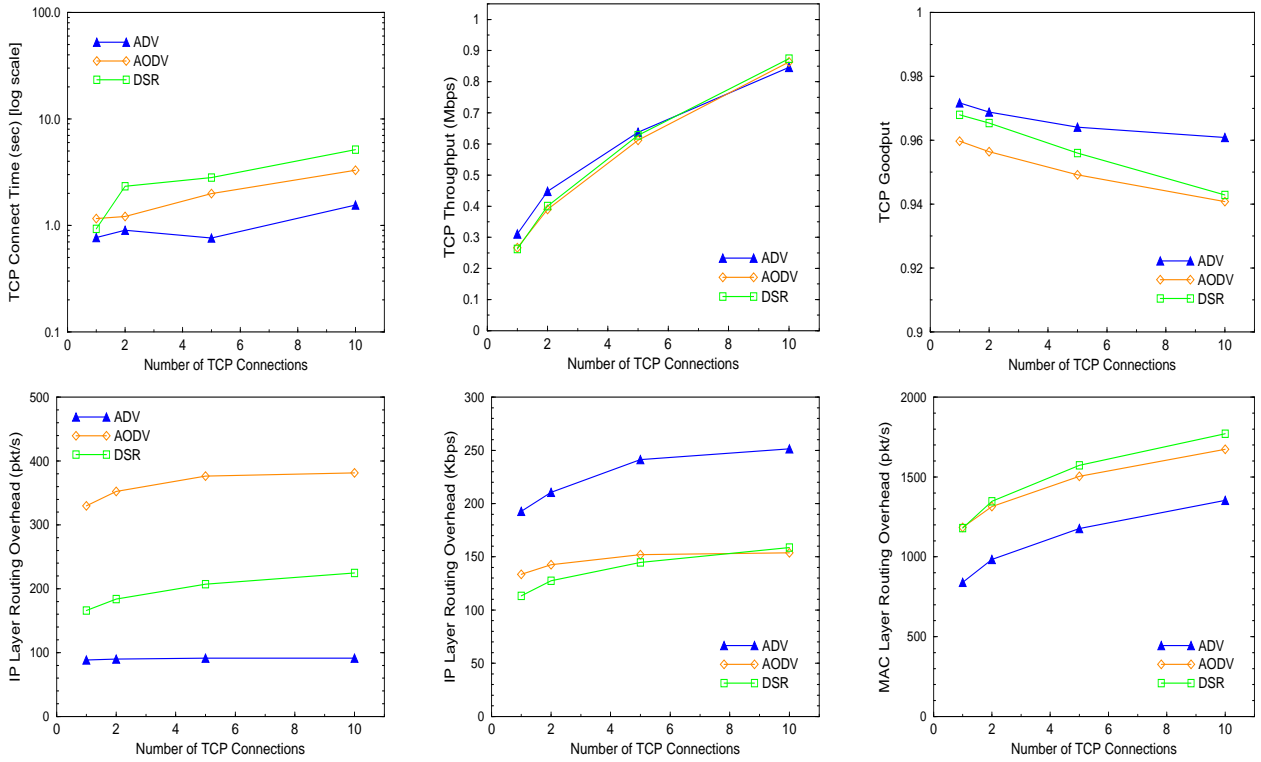 TCP Connect Time (sec) [log scale]
100.0
10.0
1.0
0.1
0 2 4 6 8 10
Number of TCP Connections
ADV
AODV
DSR
TCP Throughput (Mbps)
1
0.9
0.8
0.7
0.6
0.5
0.4
0.3
0.2
0.1
0
0 2 4 6 8 10
Number of TCP Connections
ADV
AODV
DSR
TCP Goodput
1
0.98
0.96
0.94
0.92
0.9
0 2 4 6 8 10
Number of TCP Connections
ADV
AODV
DSR
IP Layer Routing Overhead (pkt/s)
500
400
300
200
100
0
0 2 4 6 8 10
Number of TCP Connections
ADV
AODV
DSR
IP Layer Routing Overhead (Kbps)
300
250
200
150
100
50
0
0 2 4 6 8 10
Number of TCP Connections
ADV
AODV
DSR
MAC Layer Routing Overhead (pkt/s)
2000
1500
1000
500
0
0 2 4 6 8 10
Number of TCP Connections
ADV
AODV
DSR